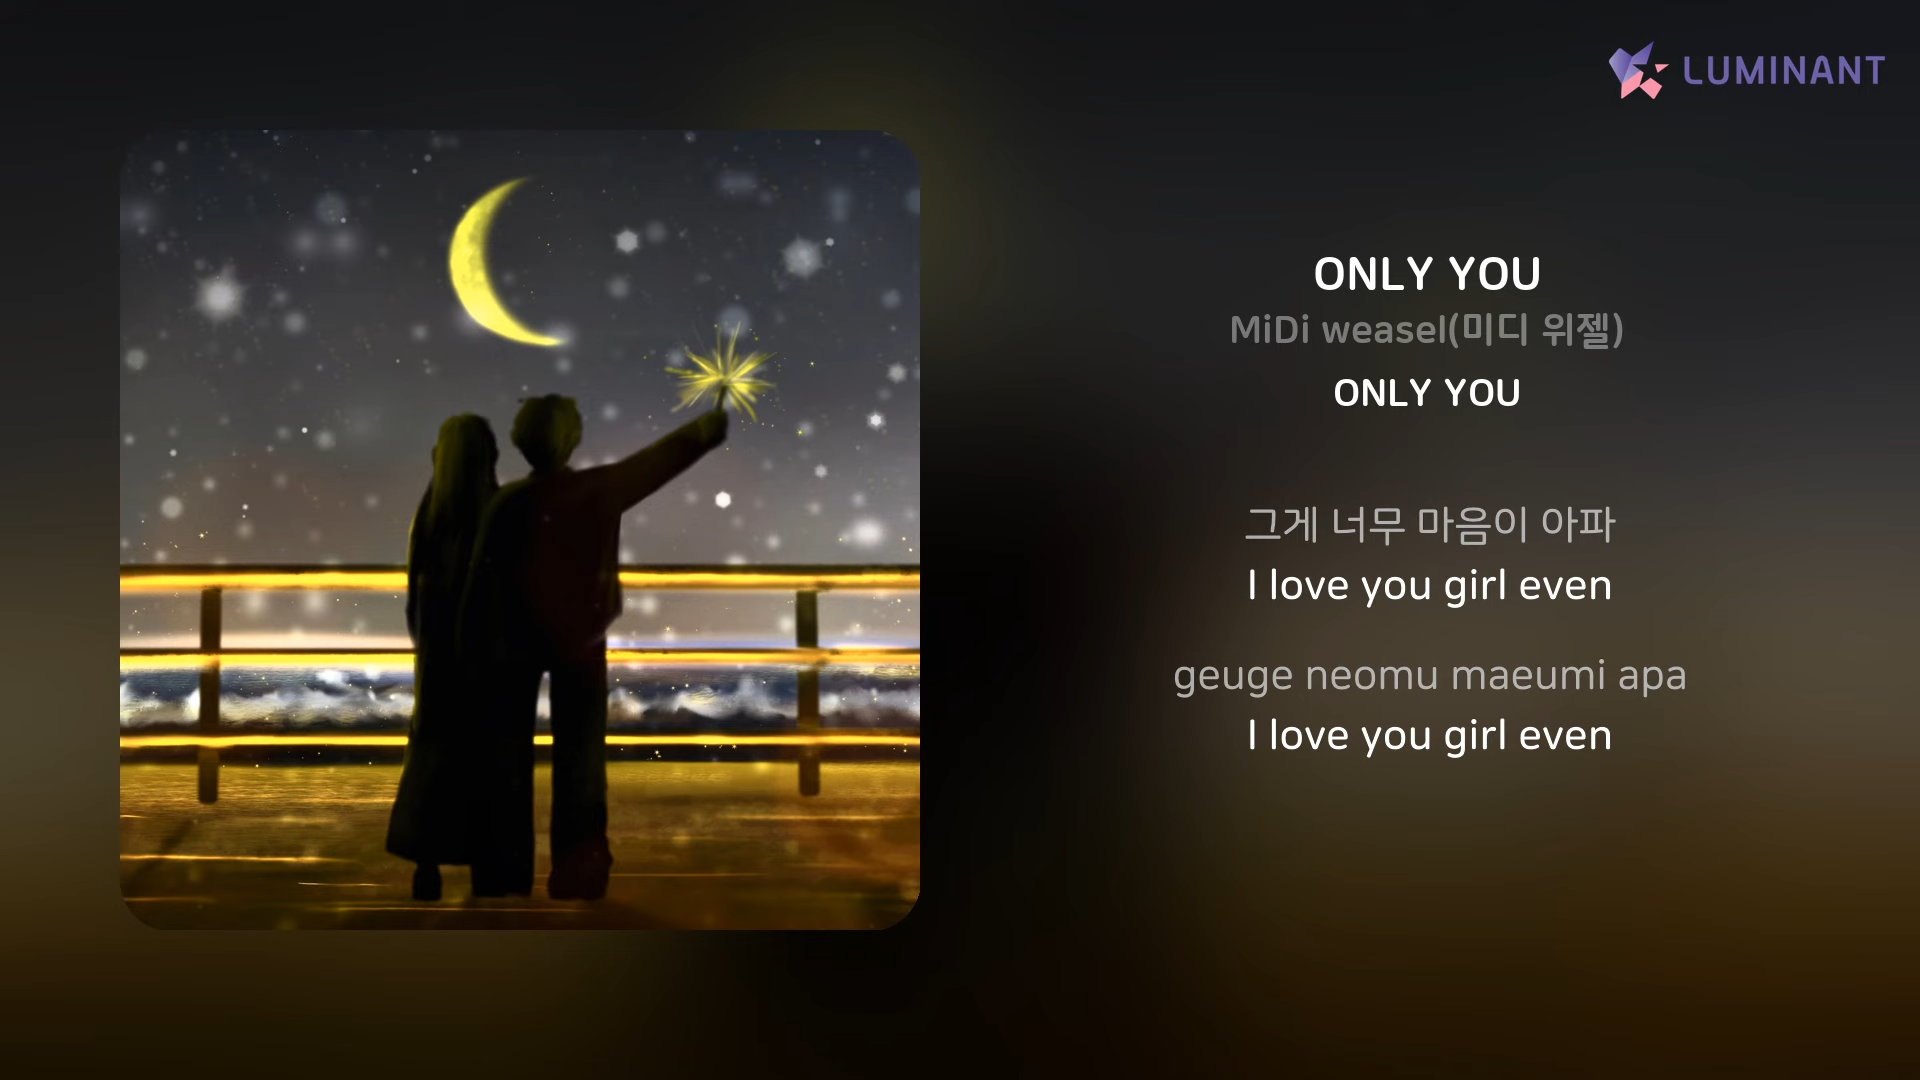 LUMINANT
ONLY YOU
MiDi weasel(미디 위젤)
ONLY YOU
그게 너무 마음이 아파
I love you girl even
geuge neomu maeumi apa
I love you girl even